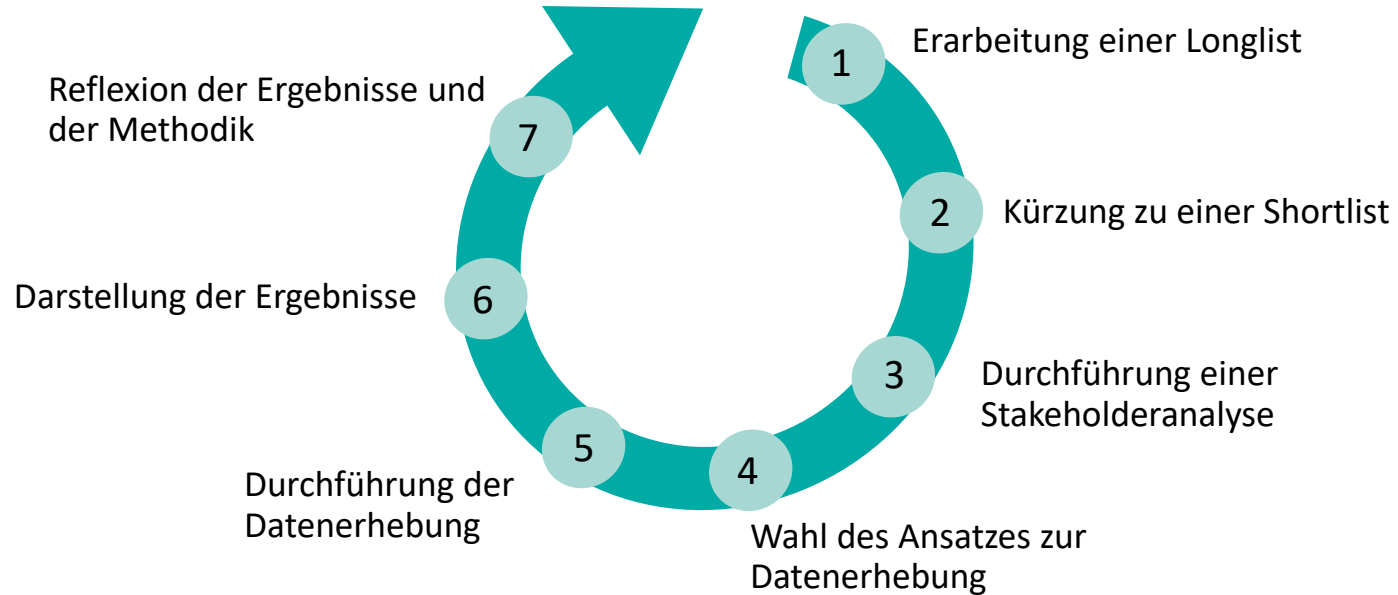 1
Erarbeitung einer Longlist
2
Kürzung zu einer Shortlist
3
Durchführung einer
Stakeholderanalyse
4
Wahl des Ansatzes zur
Datenerhebung
5
Durchführung der
Datenerhebung
6
Darstellung der Ergebnisse
7
Reflexion der Ergebnisse und
der Methodik